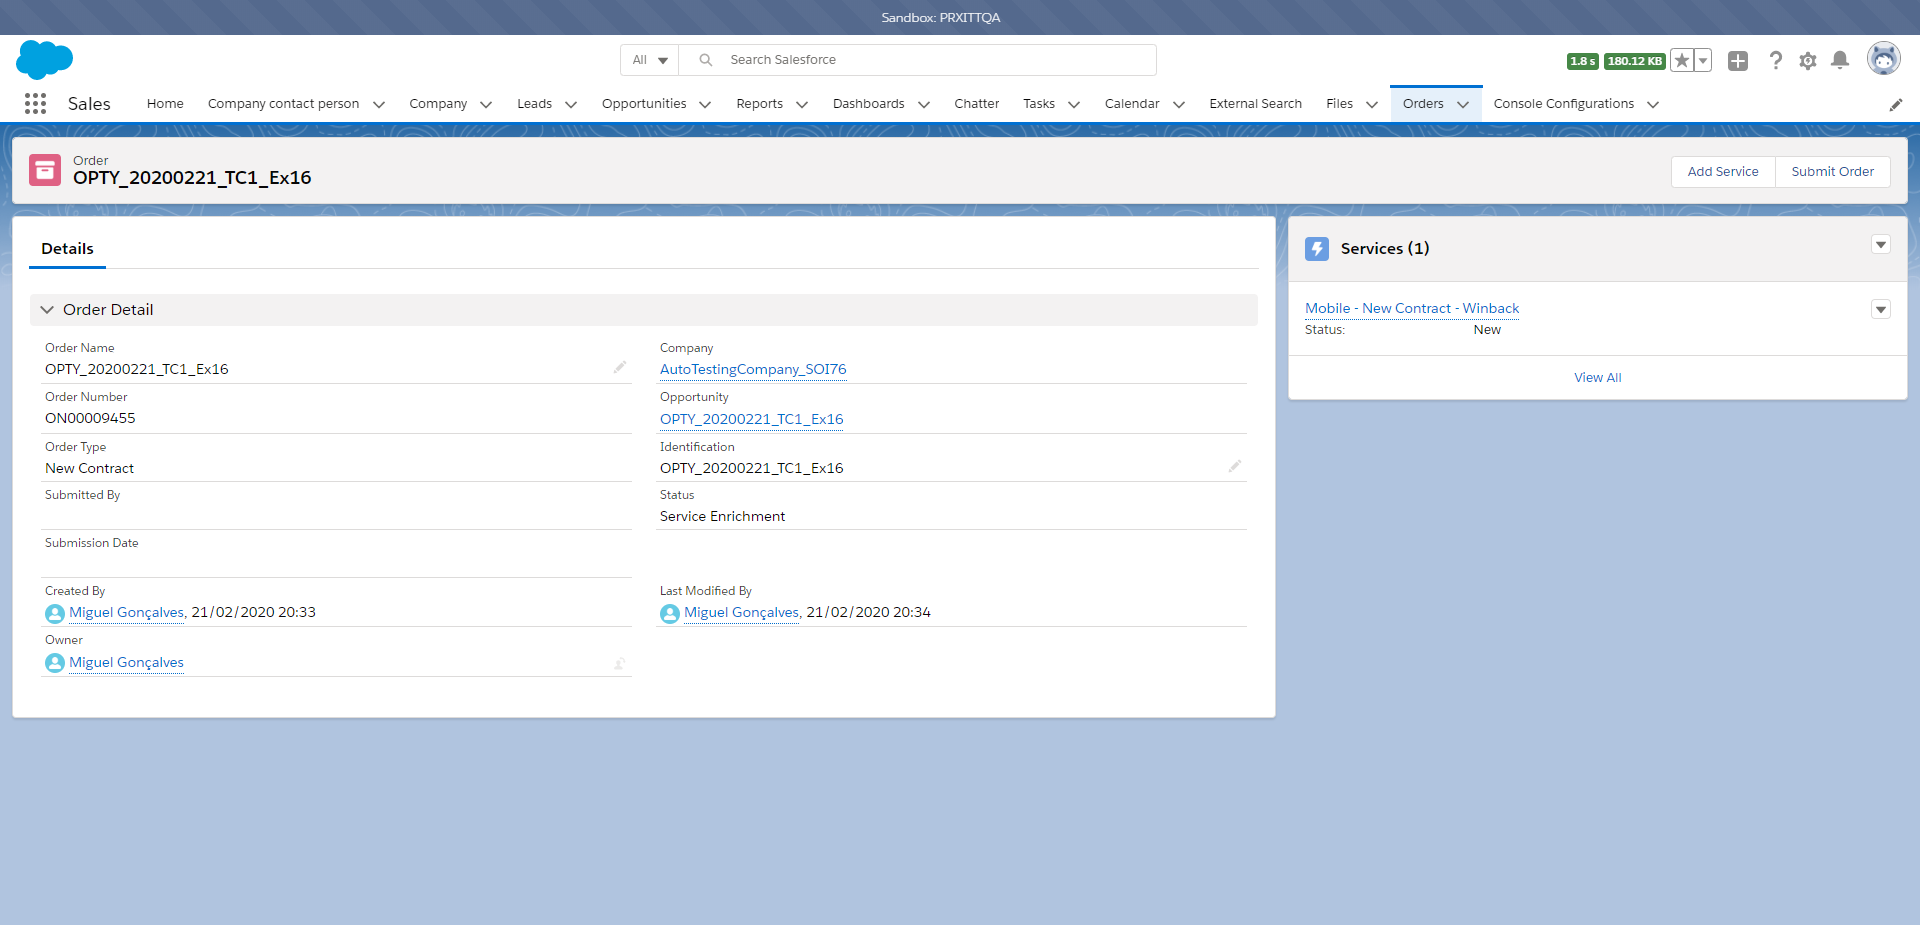 Sandbox: PRXITTQA
All
Search Salesforce
1.8 s
180.12 KB
Sales
Home
Company contact person
Company
Leads
Opportunities
Reports
Dashboards
Chatter
Tasks
Calendar
External Search
Files
Orders
Console Configurations
Order
OPTY_20200221_TC1_Ex16
Add Service
Submit Order
Details
Order Detail
Order Name
OPTY_20200221_TC1_Ex16
Company
AutoTestingCompany_SOI76
Order Number
ON00009455
Opportunity
OPTY_20200221_TC1_Ex16
Order Type
New Contract
Identification
OPTY_20200221_TC1_Ex16
Submitted By
Status
Service Enrichment
Submission Date
Created By
Miguel Gonçalves, 21/02/2020 20:33
Last Modified By
Miguel Gonçalves, 21/02/2020 20:34
Owner
Miguel Gonçalves
Services (1)
Mobile - New Contract - Winback
Status: New
View All